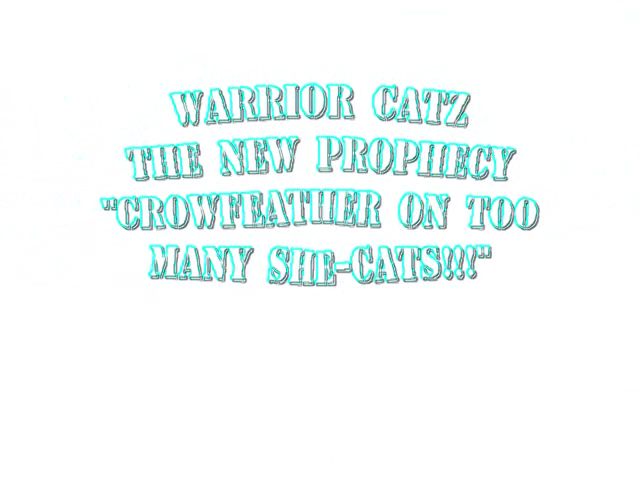 WARRIOR CATZ
THE NEW PROPHECY
"CROWFEATHER ON TOO
MANY SHE-CATS!!!"